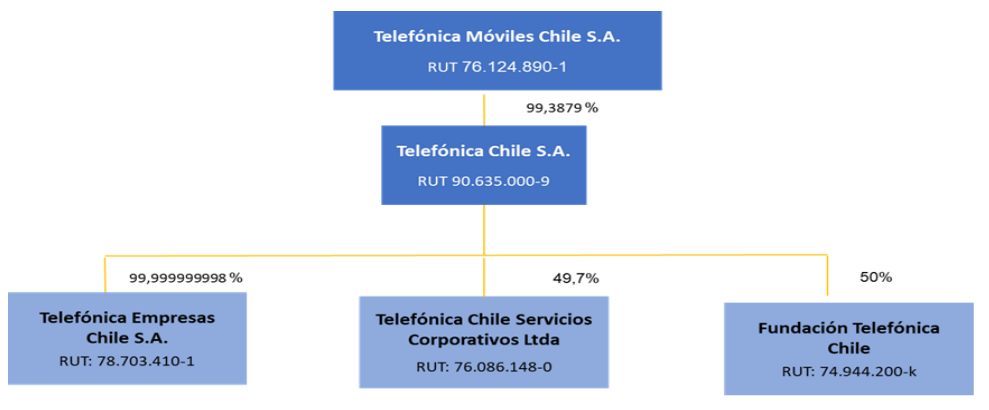 Telefónica Móviles Chile S.A.
RUT 76.124.890-1
99,3879 %
Telefónica Chile S.A.
RUT 90.635.000-9
99,999999998 %
49,7%
50%
Telefónica Empresas
Chile S.A.
RUT: 78.703.410-1
Telefónica Chile Servicios
Corporativos Ltda
RUT: 76.086.148-0
Fundación Telefónica
Chile
RUT: 74.944.200-k